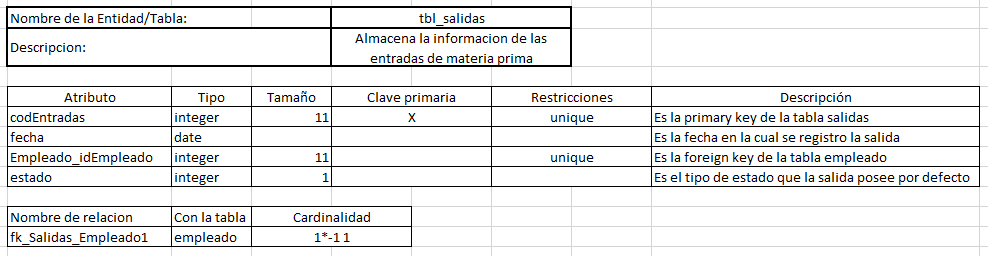 Nombre de la Entidad/Tabla: tbl_salidas
Descripcion: Almacena la informacion de las
entradas de materia prima
Atributo Tipo Tamaño Clave primaria Restricciones Descripción
codEntradas integer 11 X unique Es la primary key de la tabla salidas
fecha date Es la fecha en la cual se registro la salida
Empleado_idEmpleado integer 11 unique Es la foreign key de la tabla empleado
estado integer 1 Es el tipo de estado que la salida posee por defecto
Nombre de relacion Con la tabla Cardinalidad
fk_Salidas_Empleado1 empleado 1*-1 1